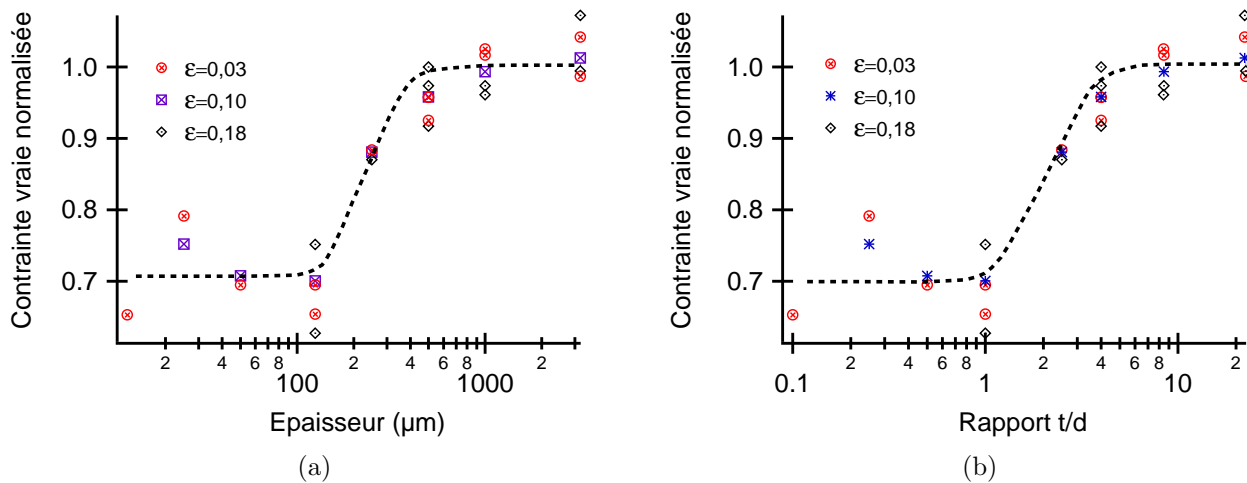 Contrainte vraie normalisée
1.0
0.9
0.8
0.7
ε=0,03
ε=0,10
ε=0,18
2 4 6 8 2 4 6 8 2
100 1000
Epaisseur (µm)
(a)
Contrainte vraie normalisée
1.0
0.9
0.8
0.7
ε=0,03
ε=0,10
ε=0,18
2 4 6 8 2 4 6 8 2
0.1 1 10
Rapport t/d
(b)